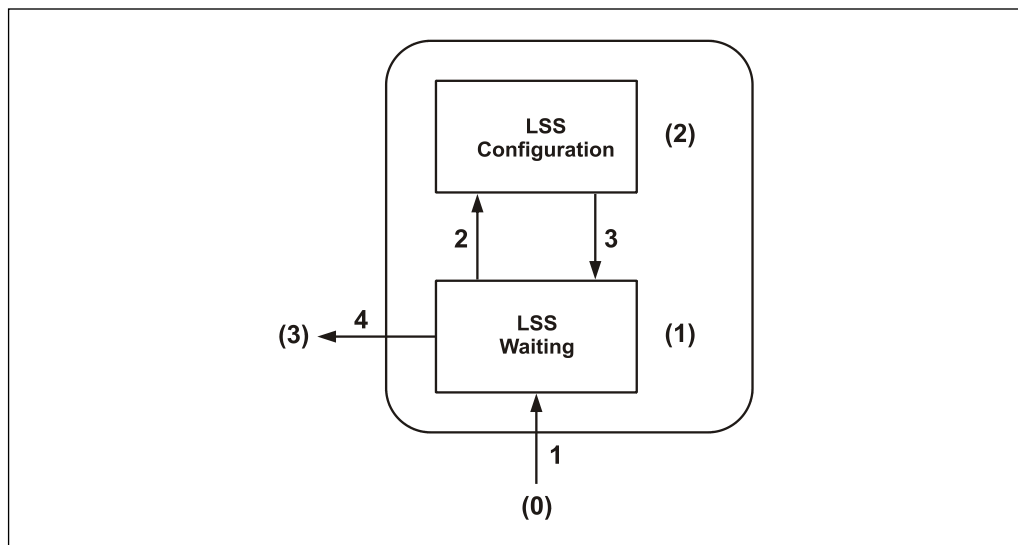 LSS
Configuration
(2)
2
3
(3)
4
LSS
Waiting
(1)
1
(0)